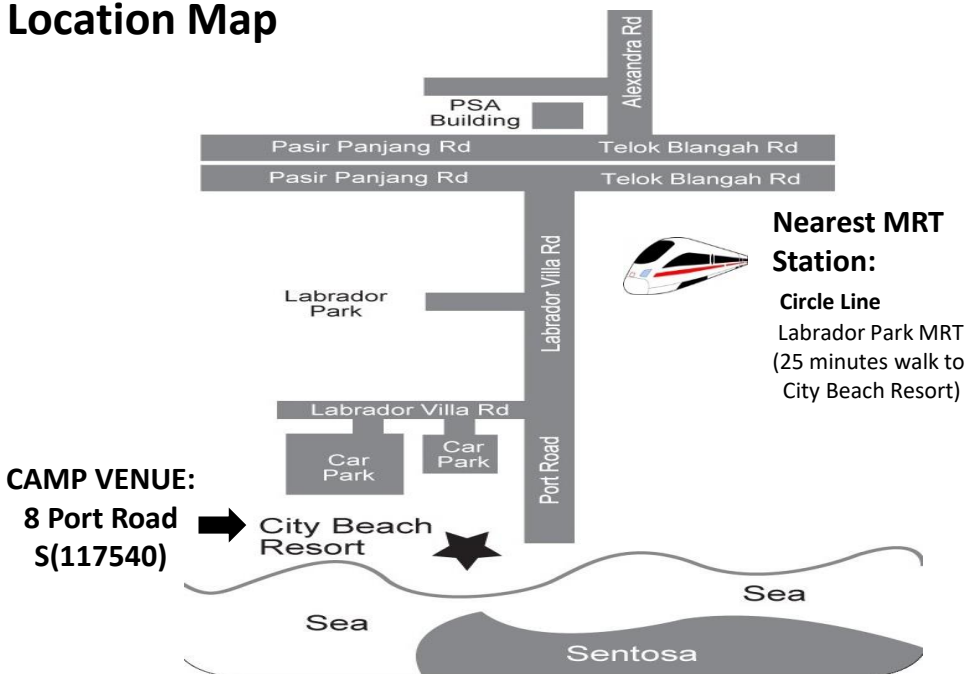 Location Map
Alexandra Rd
PSA
Building
Pasir Panjang Rd
Telok Blangah Rd
Pasir Panjang Rd
Telok Blangah Rd
Nearest MRT
Station:
Circle Line
Labrador Park MRT
(25 minutes walk to
City Beach Resort)
Labrador Villa Rd
Labrador
Park
Labrador Villa Rd
Car
Park
Car
Park
Port Road
CAMP VENUE:
8 Port Road
S(117540)
City Beach
Resort
Sea
Sea
Sentosa